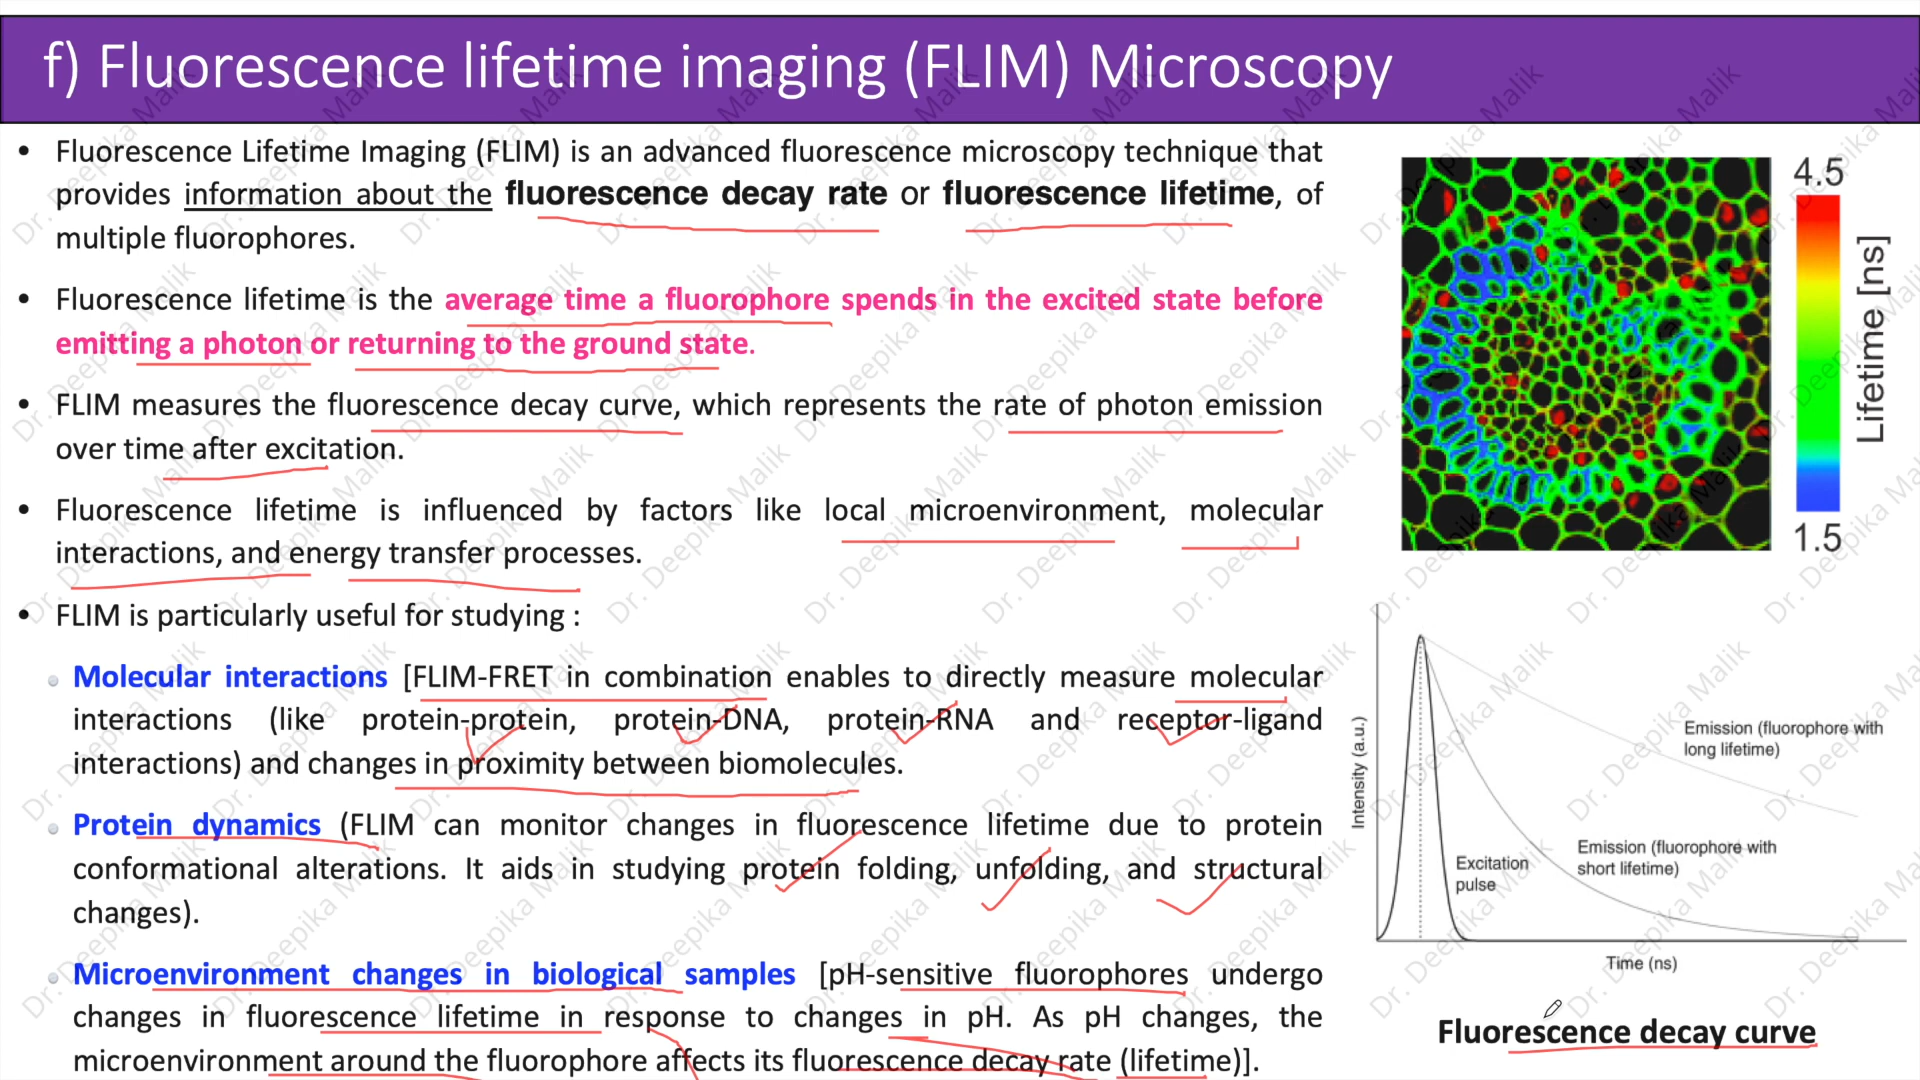 f) Fluorescence lifetime imaging (FLIM) Microscopy
• Fluorescence Lifetime Imaging (FLIM) is an advanced fluorescence microscopy technique that
provides information about the fluorescence decay rate or fluorescence lifetime, of
multiple fluorophores.
• Fluorescence lifetime is the average time a fluorophore spends in the excited state before
emitting a photon or returning to the ground state.
• FLIM measures the fluorescence decay curve, which represents the rate of photon emission
over time after excitation.
• Fluorescence lifetime is influenced by factors like local microenvironment, molecular
interactions, and energy transfer processes.
• FLIM is particularly useful for studying :
Molecular interactions [FLIM-FRET in combination enables to directly measure molecular
interactions (like protein-protein, protein-DNA, protein-RNA and receptor-ligand
interactions) and changes in proximity between biomolecules.
Protein dynamics (FLIM can monitor changes in fluorescence lifetime due to protein
conformational alterations. It aids in studying protein folding, unfolding, and structural
changes).
Microenvironment changes in biological samples [pH-sensitive fluorophores undergo
changes in fluorescence lifetime in response to changes in pH. As pH changes, the
microenvironment around the fluorophore affects its fluorescence decay rate (lifetime)].
4.5
Lifetime [ns]
1.5
Intensity (a.u.)
Emission (fluorophore with
long lifetime)
Emission (fluorophore with
short lifetime)
Excitation
pulse
Time (ns)
Fluorescence decay curve
Dr. Deepika Malik